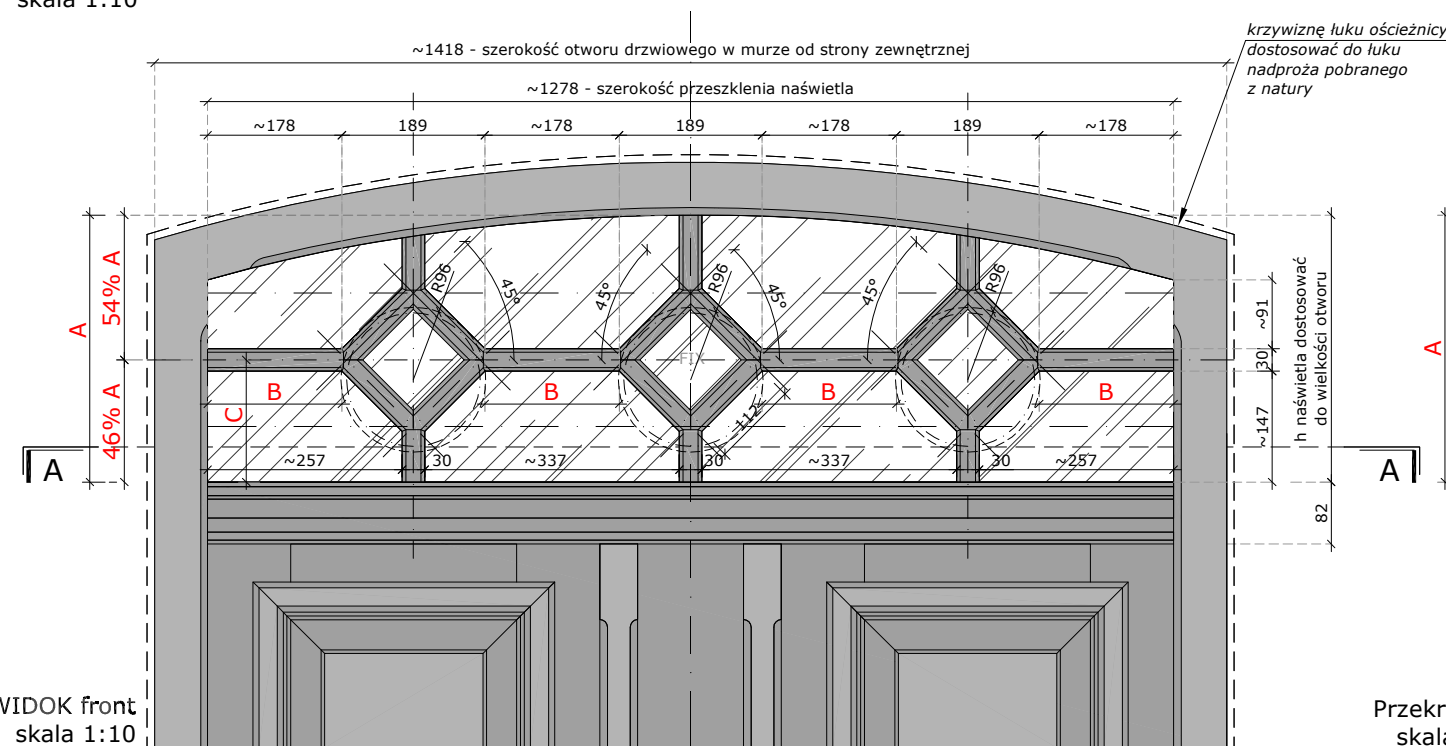 skala 1:10
krzywiznę łuku ościeżnicy
dostosować do łuku
nadproża pobranego
z natury
~1418 - szerokość otworu drzwiowego w murze od strony zewnętrznej
~1278 - szerokość przeszklenia naświetla
~178 189 ~178 189 ~178 189 ~178
A
54% A
46% A
R96 45° 45° R96 45° 45° R96
FIX
B B B B
C
112
~257 30 ~337 30 ~337 30 ~257
~91
30
~147
h naświetla dostosować
do wielkości otworu
82
A
A A
WIDOK front
skala 1:10
Przekr
skala